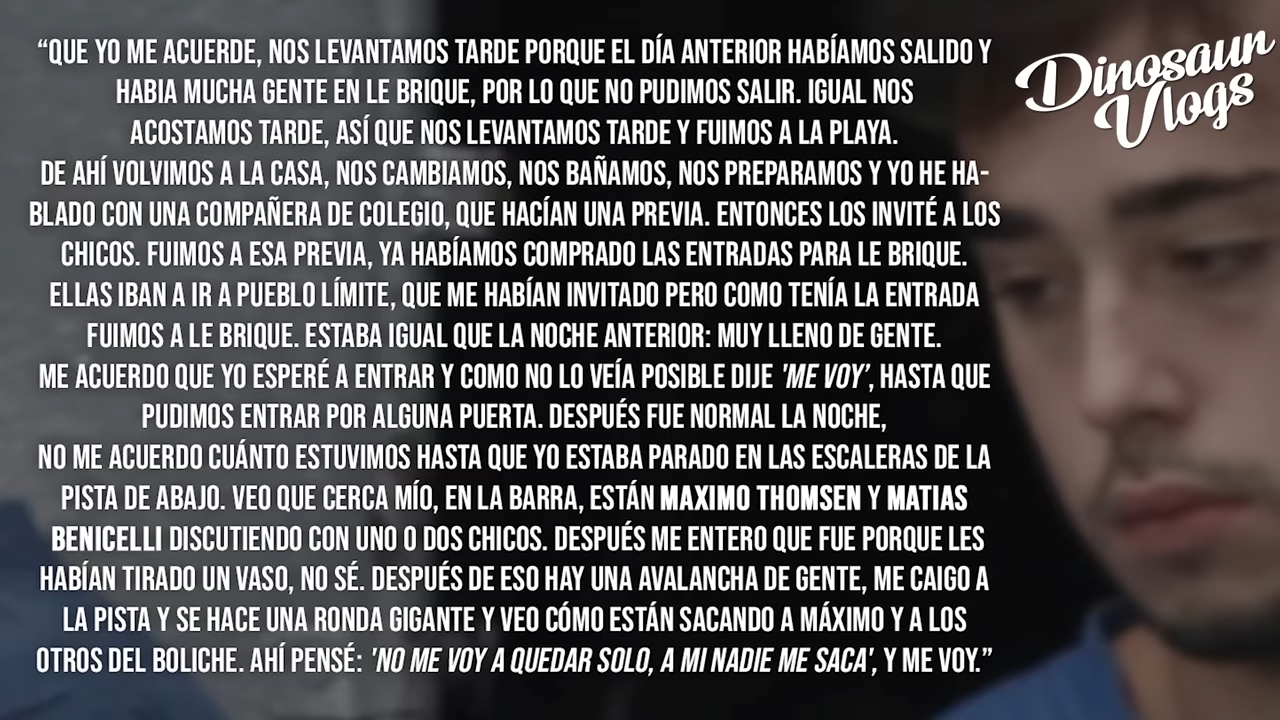 “QUE YO ME ACUERDE, NOS LEVANTAMOS TARDE PORQUE EL DÍA ANTERIOR HABÍAMOS SALIDO Y
HABIA MUCHA GENTE EN LE BRIQUE, POR LO QUE NO PUDIMOS SALIR. IGUAL NOS
ACOSTAMOS TARDE, ASÍ QUE NOS LEVANTAMOS TARDE Y FUIMOS A LA PLAYA.
DE AHÍ VOLVIMOS A LA CASA, NOS CAMBIAMOS, NOS BAÑAMOS, NOS PREPARAMOS Y YO HE HA-
BLADO CON UNA COMPAÑERA DE COLEGIO, QUE HACÍAN UNA PREVIA. ENTONCES LOS INVITÉ A LOS
CHICOS. FUIMOS A ESA PREVIA, YA HABÍAMOS COMPRADO LAS ENTRADAS PARA LE BRIQUE.
ELLAS IBAN A IR A PUEBLO LÍMITE, QUE ME HABÍAN INVITADO PERO COMO TENÍA LA ENTRADA
FUIMOS A LE BRIQUE. ESTABA IGUAL QUE LA NOCHE ANTERIOR: MUY LLENO DE GENTE.
ME ACUERDO QUE YO ESPERÉ A ENTRAR Y COMO NO LO VEÍA POSIBLE DIJE 'ME VOY', HASTA QUE
PUDIMOS ENTRAR POR ALGUNA PUERTA. DESPUÉS FUE NORMAL LA NOCHE,
NO ME ACUERDO CUÁNTO ESTUVIMOS HASTA QUE YO ESTABA PARADO EN LAS ESCALERAS DE LA
PISTA DE ABAJO. VEO QUE CERCA MÍO, EN LA BARRA, ESTÁN MAXIMO THOMSEN Y MATIAS
BENICELLI DISCUTIENDO CON UNO O DOS CHICOS. DESPUÉS ME ENTERO QUE FUE PORQUE LES
HABÍAN TIRADO UN VASO, NO SÉ. DESPUÉS DE ESO HAY UNA AVALANCHA DE GENTE, ME CAIGO A
LA PISTA Y SE HACE UNA RONDA GIGANTE Y VEO CÓMO ESTÁN SACANDO A MÁXIMO Y A LOS
OTROS DEL BOLICHE. AHÍ PENSÉ: 'NO ME VOY A QUEDAR SOLO, A MI NADIE ME SACA', Y ME VOY.”
Dinosaur
Vlogs